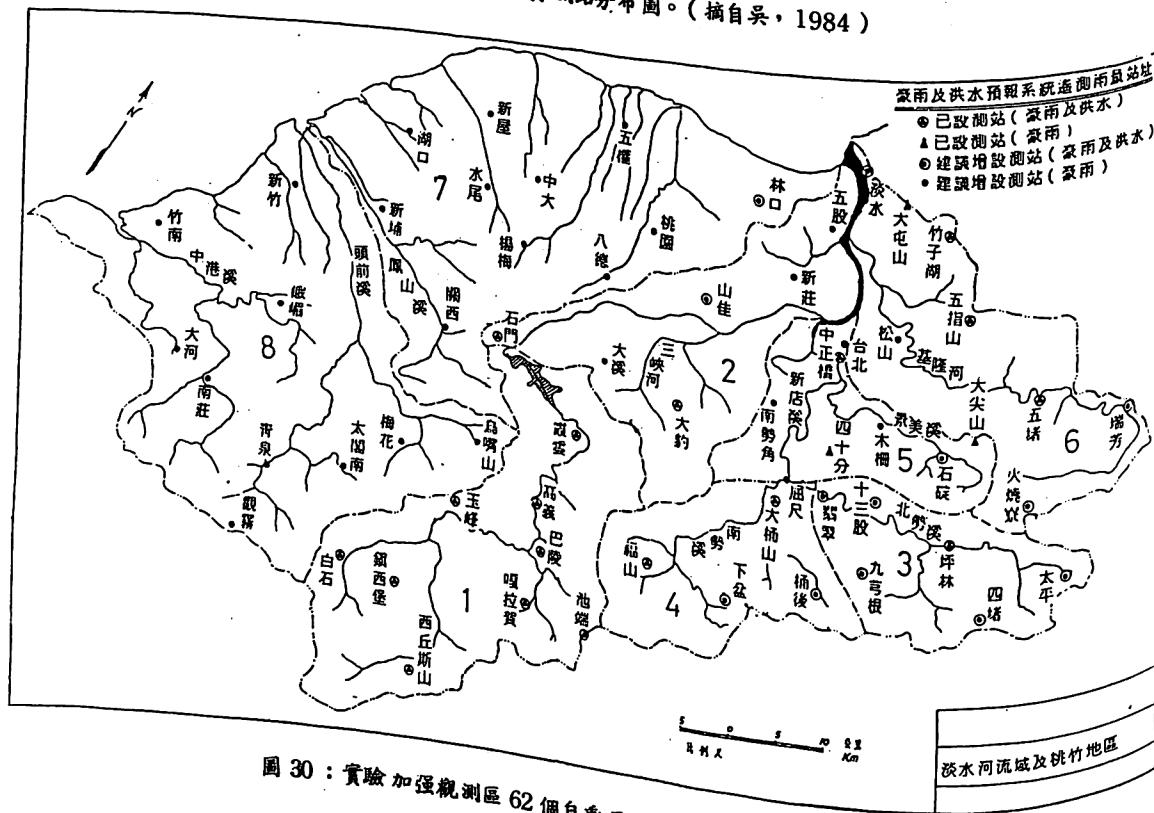 分布圖。(摘自吳,1984)
豪雨及洪水預報系統遙測雨量站址
已設測站(豪雨及洪水)
已設測站(豪雨)
建議增設測站(豪雨及洪水)
建議增設測站(豪雨)
N
新屋
湖口
五權
7
水尾
中大
新竹
新埔
竹南
楊梅
八德
桃園
林口
五股
淡水
大屯山
竹子湖
中港溪
頭前溪
鳳山溪
關西
峨嵋
山佳
新莊
五指山
石門
大河
8
大溪
三峽河
2
中正橋
台北
松山
基隆河
大尖山
五堵
瑞芳
6
南莊
梅花
太閣南
鳥嘴山
大豹
新店溪
南勢角
四十分
木柵
景美溪
5
石碇
火燒寮
清泉
觀霧
霞雲
玉峰
高義
巴陵
屈尺
翡翠
十三股
北勢溪
白石
鎮西堡
1
嘎拉賀
池端
福山
4
南勢溪
大桶山
下盆
桶後
九芎根
3
坪林
四堵
太平
西丘斯山
5 0 5 10 公里
比例尺 Km
淡水河流域及桃竹地區
圖 30:實驗加强觀測區 62 個自動